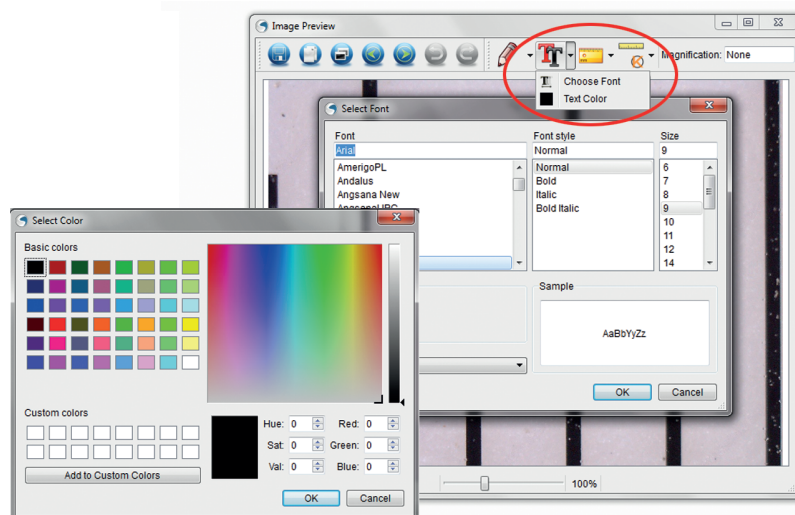 Image Preview
Magnification: None
Choose Font
Text Color
Select Font
Font Font style Size
Arial Normal 9
AmerigoPL Normal 6
Andalus Bold 7
Angsana New Italic 8
Bold Italic 9
10
11
12
14
Sample
AaBbYyZz
OK Cancel
100%
Select Color
Basic colors
Custom colors
Hue: 0 Red: 0
Sat: 0 Green: 0
Val: 0 Blue: 0
Add to Custom Colors
OK Cancel